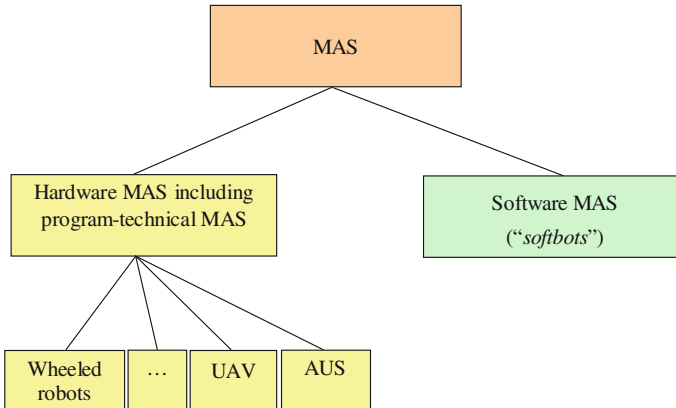 MAS
Hardware MAS including
program-technical MAS
Software MAS
(“softbots”)
Wheeled
robots
…
UAV
AUS